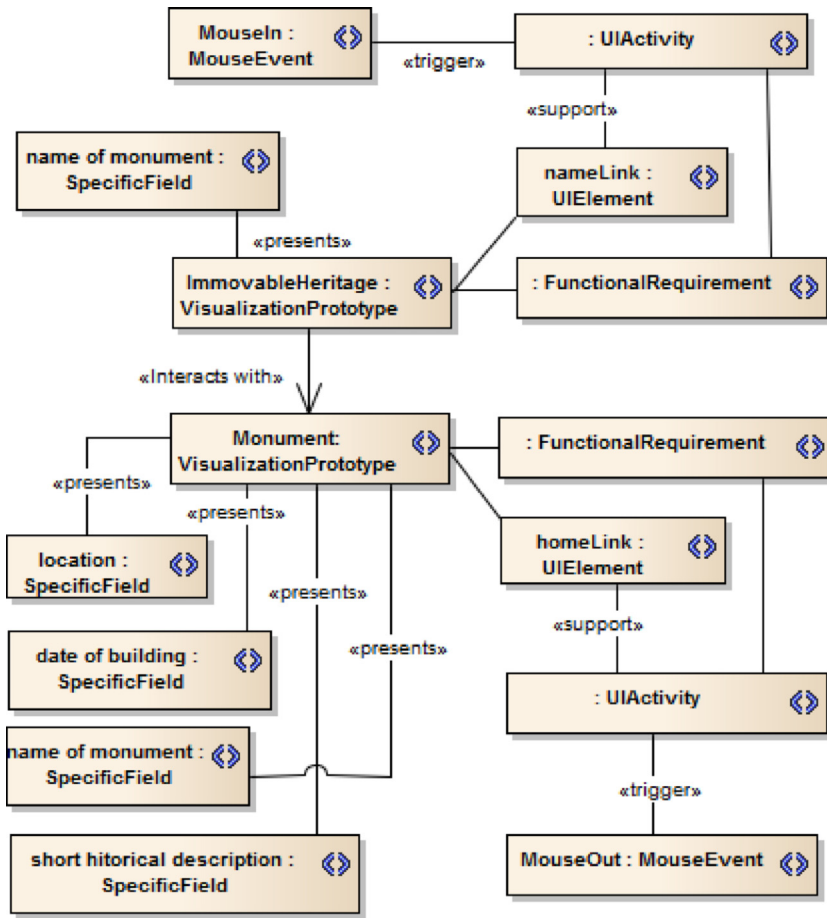 MouseIn :
MouseEvent
«trigger»
: UIActivity
«support»
name of monument :
SpecificField
nameLink :
UIElement
«presents»
ImmovableHeritage :
VisualizationPrototype
: FunctionalRequirement
«Interacts with»
Monument:
VisualizationPrototype
: FunctionalRequirement
«presents»
«presents»
location :
SpecificField
homeLink :
UIElement
«presents»
«support»
date of building :
SpecificField
«presents»
: UIActivity
name of monument :
SpecificField
«trigger»
short hitorical description :
SpecificField
MouseOut : MouseEvent